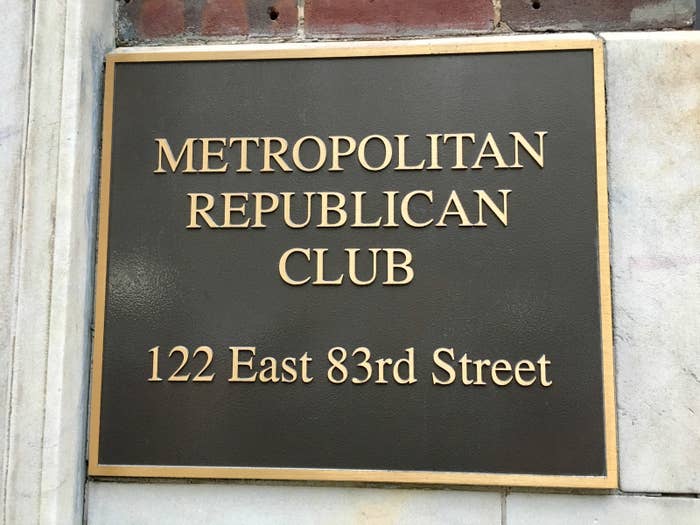 METROPOLITAN
REPUBLICAN
CLUB
122 East 83rd Street